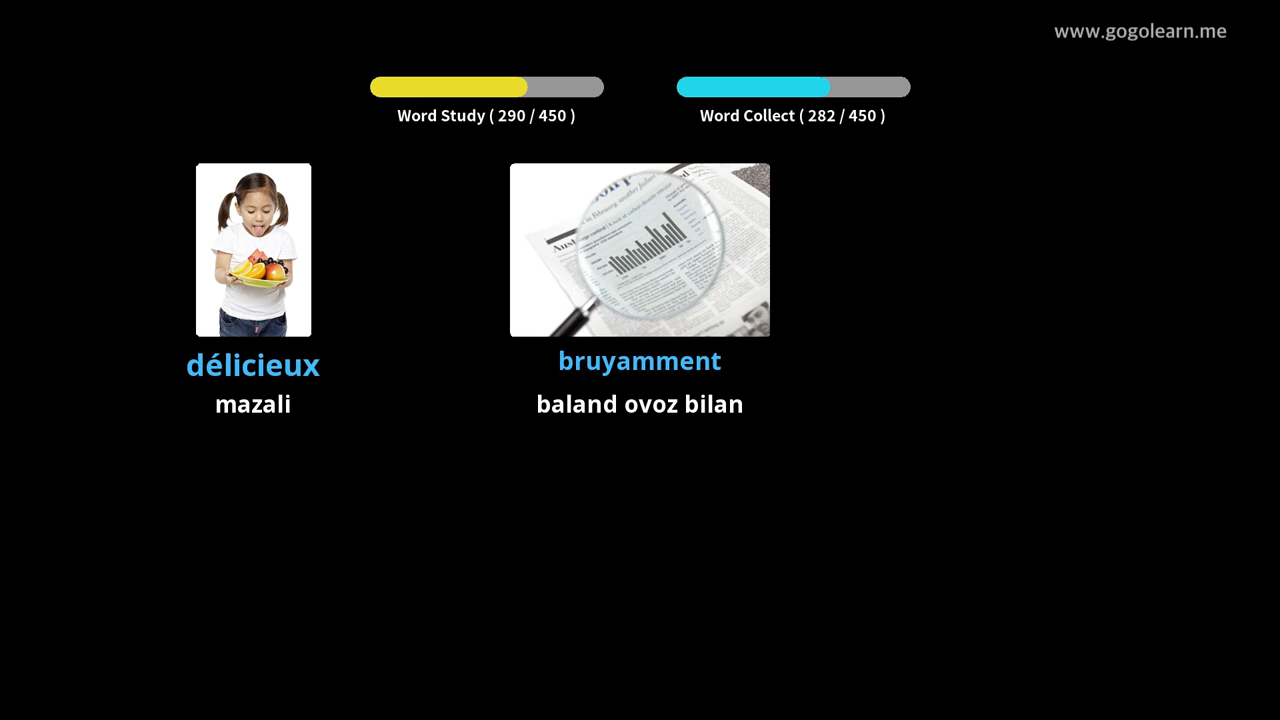 www.gogolearn.me
Word Study ( 290 / 450 )
Word Collect ( 282 / 450 )
délicieux
mazali
bruyamment
baland ovoz bilan